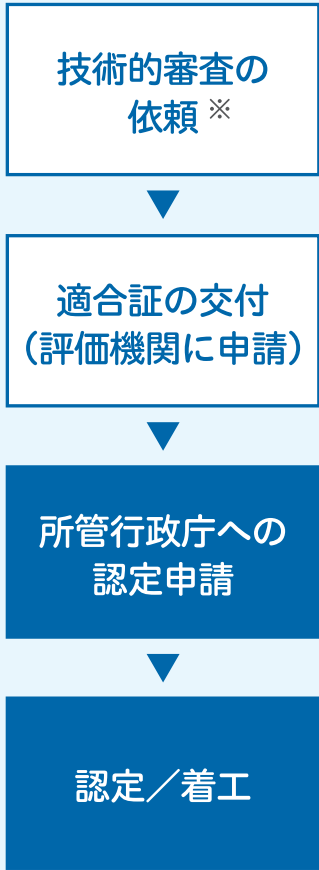 技術的審査の
依頼※
適合証の交付
（評価機関に申請）
所管行政庁への
認定申請
認定／着工